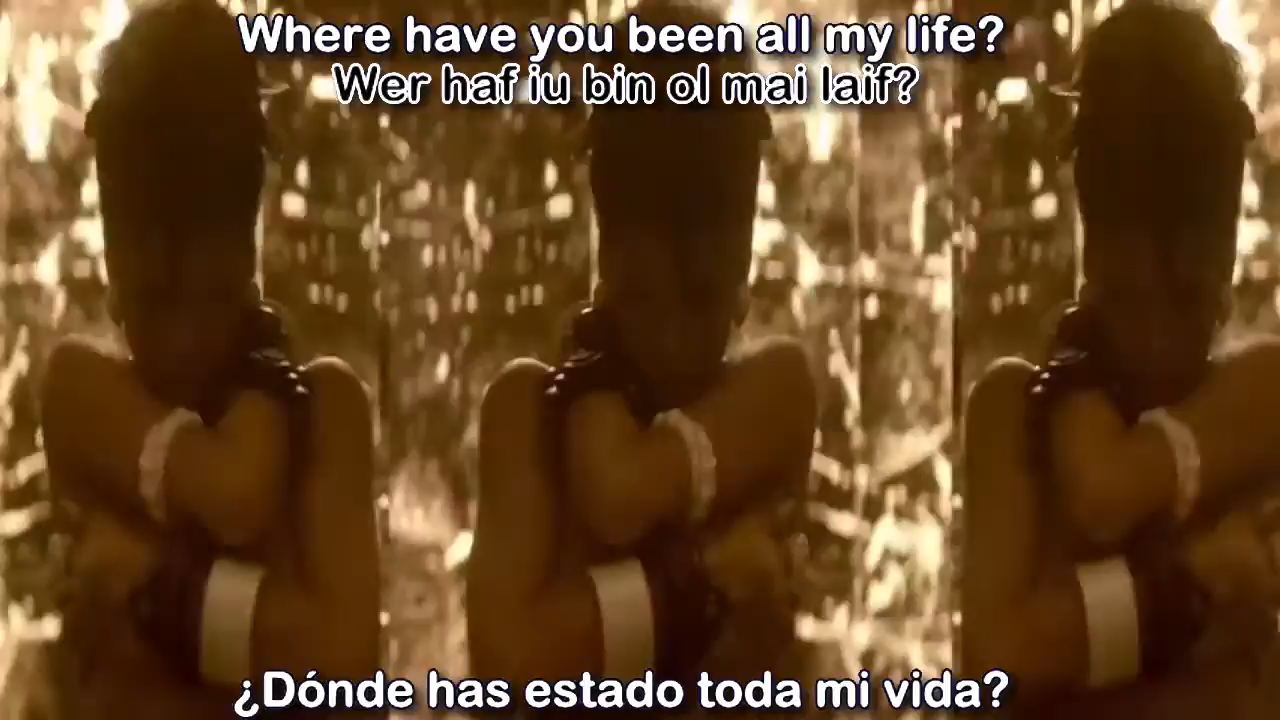 Where have you been all my life?
Wer haf iu bin ol mai laif?
¿Dónde has estado toda mi vida?